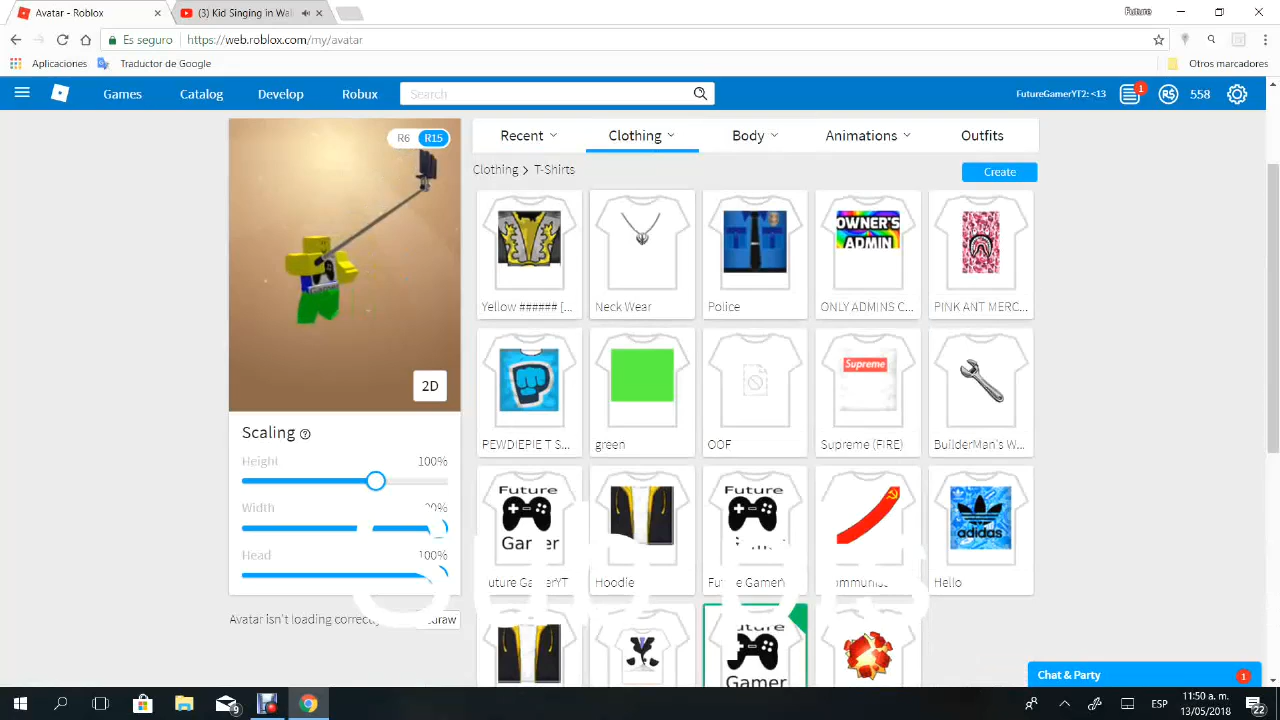 Avatar - Roblox
(3) Kid Singing in Wal
Future
Es seguro
https://web.roblox.com/my/avatar
Aplicaciones
Traductor de Google
Otros marcadores
Games
Catalog
Develop
Robux
Search
FutureGamerYT2: <13
1
R$
558
R6
R15
Recent
Clothing
Body
Animations
Outfits
Clothing > T-Shirts
Create
OWNER'S
ADMIN
Yellow ###### [...
Neck Wear
Police
ONLY ADMINS C...
PINK ANT MERC...
2D
Supreme
Scaling
Height
100%
PEWDIEPIE T S...
green
OOF
Supreme (FIRE)
BuilderMan's W...
Width
Future
Future
adidas
Head
100%
Hello
Hoodie
Avatar isn't loading correctly
Future
Gamer
Chat & Party
1
ESP
11:50 a. m.
13/05/2018
22